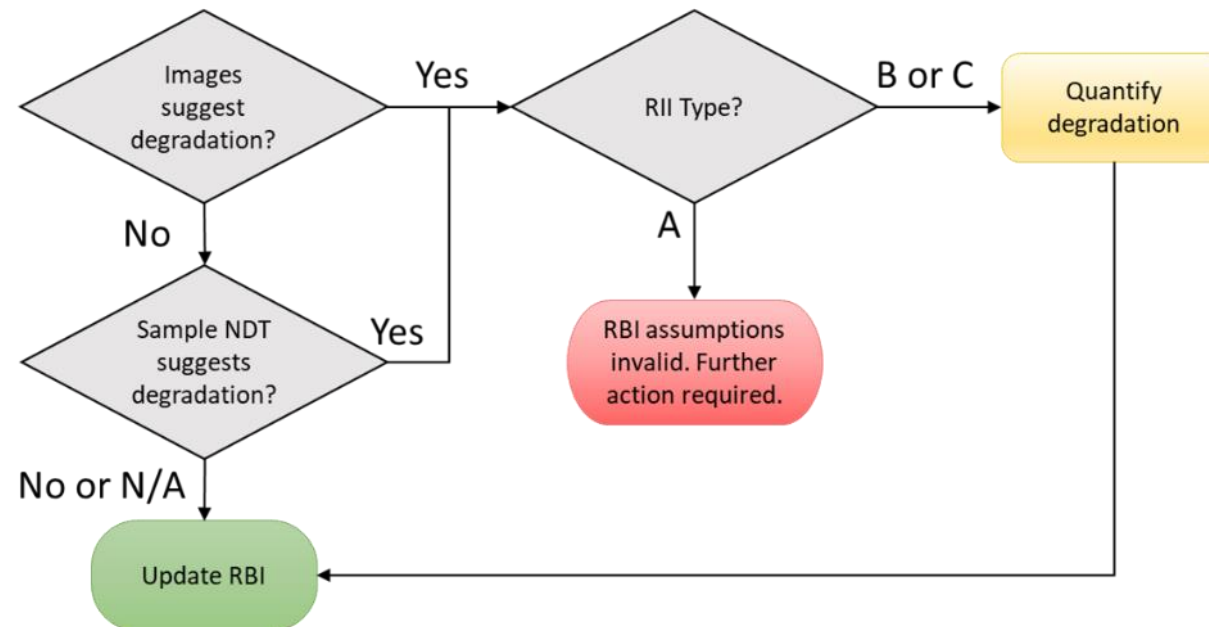 Images
suggest
degradation?
Yes
RII Type?
B or C
Quantify
degradation
No
A
Sample NDT
suggests
degradation?
Yes
RBI assumptions
invalid. Further
action required.
No or N/A
Update RBI